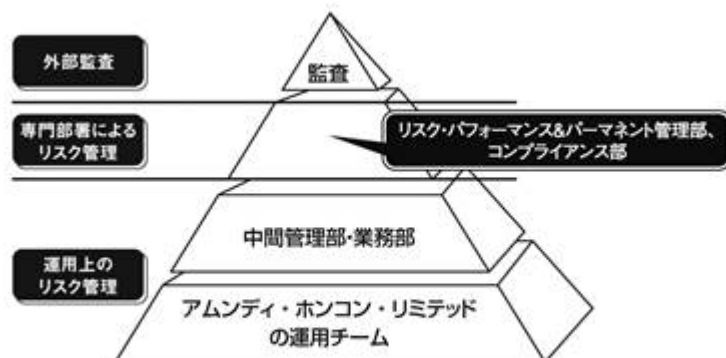 外部監査
監査
専門部署による
リスク管理
リスク・パフォーマンス&パーマネント管理部、
コンプライアンス部
運用上の
リスク管理
中間管理部・業務部
アムンディ・ホンコン・リミテッド
の運用チーム